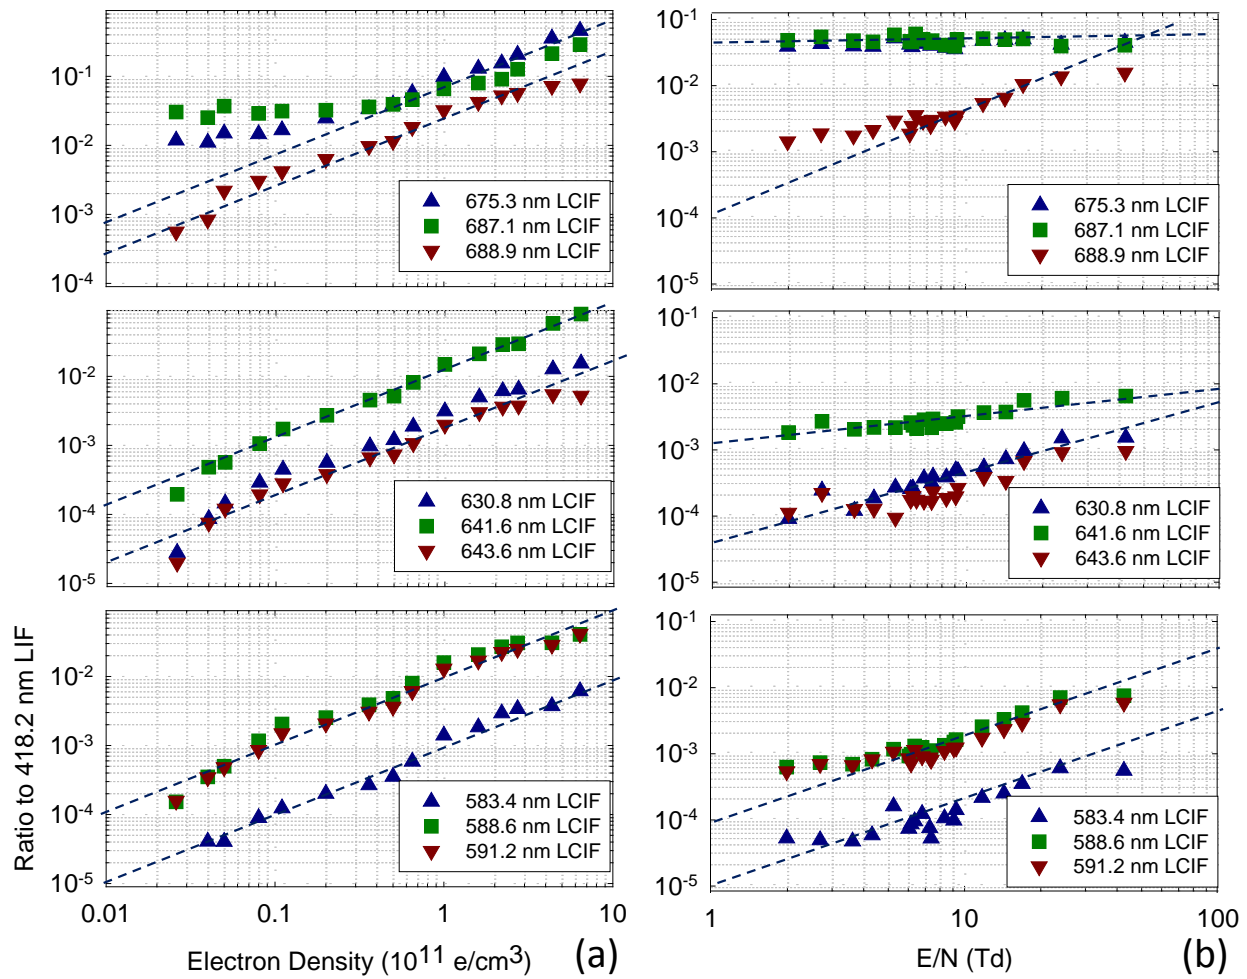 10⁰
10⁻¹
10⁻²
10⁻³
10⁻⁴
675.3 nm LCIF
687.1 nm LCIF
688.9 nm LCIF
10⁻²
10⁻³
10⁻⁴
10⁻⁵
630.8 nm LCIF
641.6 nm LCIF
643.6 nm LCIF
Ratio to 418.2 nm LIF
10⁻²
10⁻³
10⁻⁴
10⁻⁵
583.4 nm LCIF
588.6 nm LCIF
591.2 nm LCIF
0.01 0.1 1 10
Electron Density (10¹¹ e/cm³) (a)
10⁻¹
10⁻²
10⁻³
10⁻⁴
10⁻⁵
675.3 nm LCIF
687.1 nm LCIF
688.9 nm LCIF
10⁻¹
10⁻²
10⁻³
10⁻⁴
10⁻⁵
630.8 nm LCIF
641.6 nm LCIF
643.6 nm LCIF
10⁻¹
10⁻²
10⁻³
10⁻⁴
10⁻⁵
583.4 nm LCIF
588.6 nm LCIF
591.2 nm LCIF
1 10 100
E/N (Td) (b)